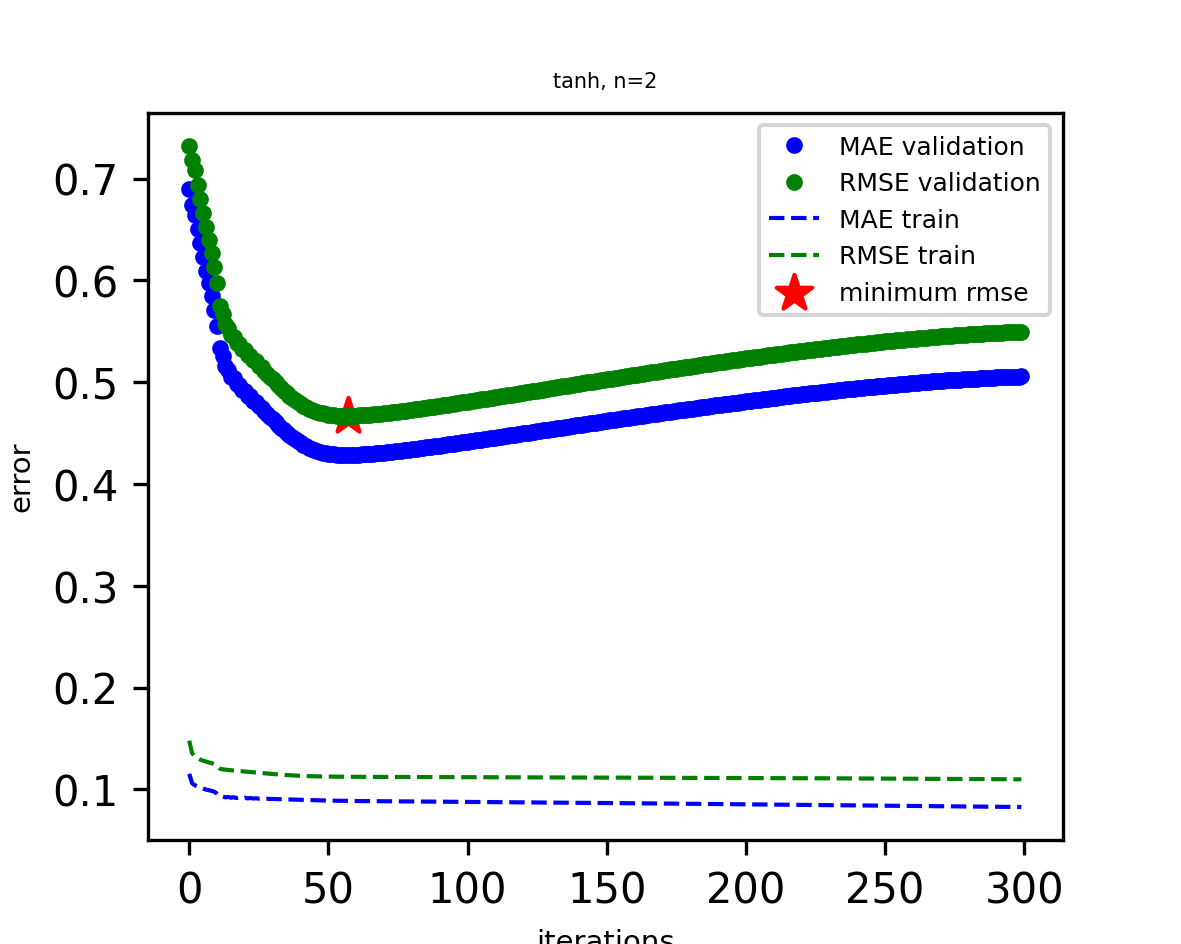 tanh, n=2
MAE validation
RMSE validation
MAE train
RMSE train
minimum rmse
error
0.7
0.6
0.5
0.4
0.3
0.2
0.1
0 50 100 150 200 250 300
iterations